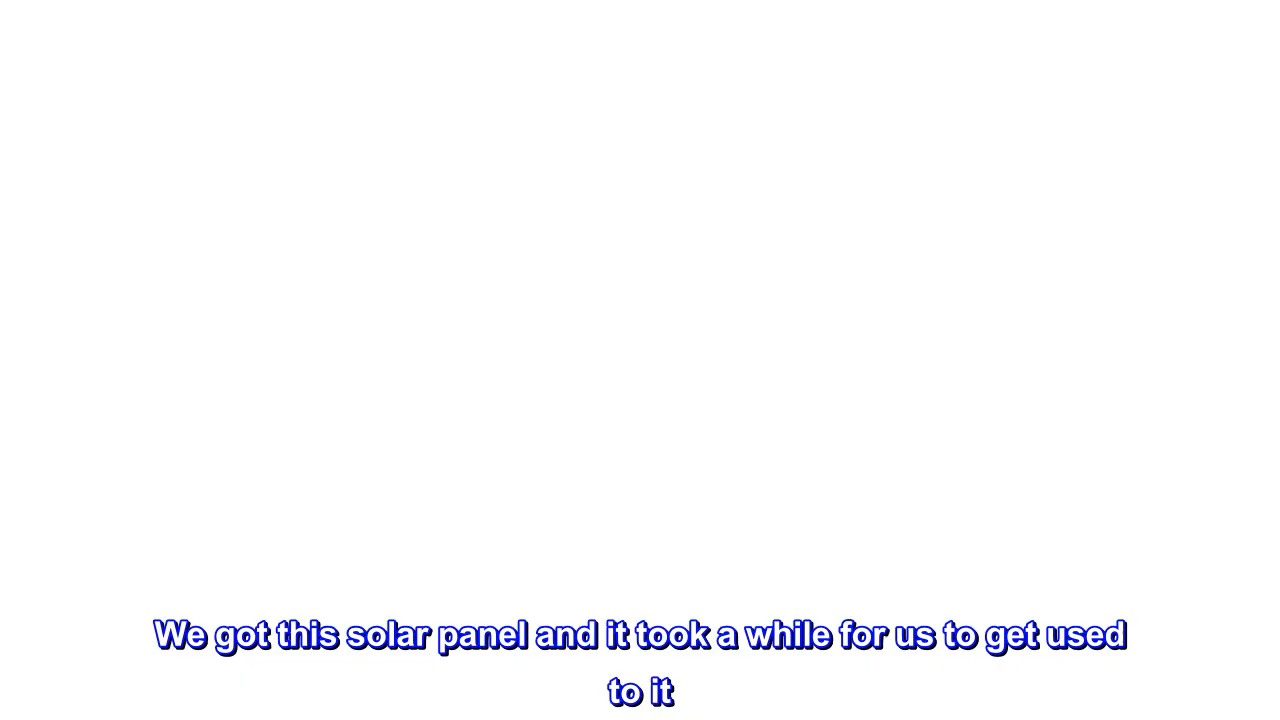 We got this solar panel and it took a while for us to get used
to it